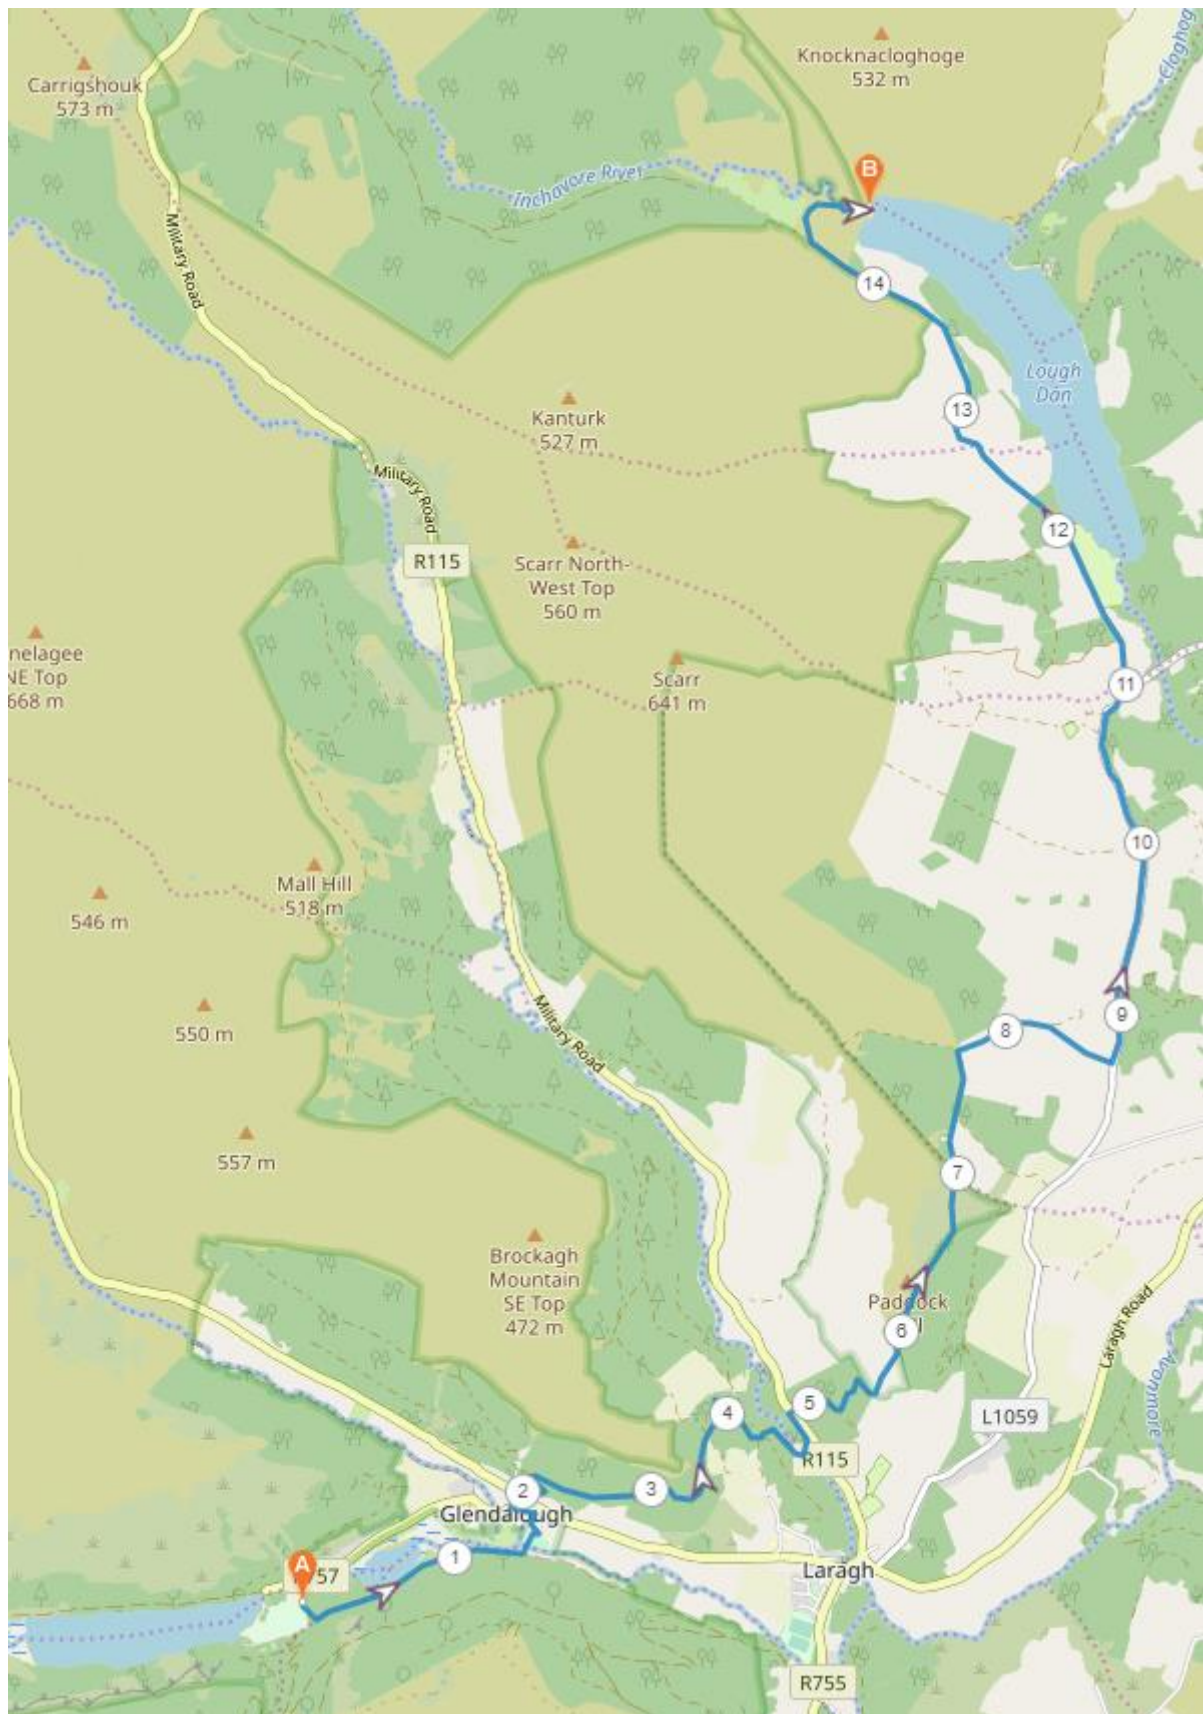 Knocknacloghoge
532 m
Carrigshouk
573 m
Cloghog
B
Inchavore River
Military Road
14
Lough
Dan
13
Kanturk
527 m
Military Road
12
R115
Scarr North-
West Top
560 m
nelagee
NE Top
668 m
Scarr
641 m
11
10
Mall Hill
518 m
546 m
9
550 m
Military Road
8
557 m
7
Brockagh
Mountain
SE Top
472 m
Paddock
6
Laragh Road
Avonmore
5
4
L1059
R115
3
2
Glendalough
1
A
57
Laragh
R755